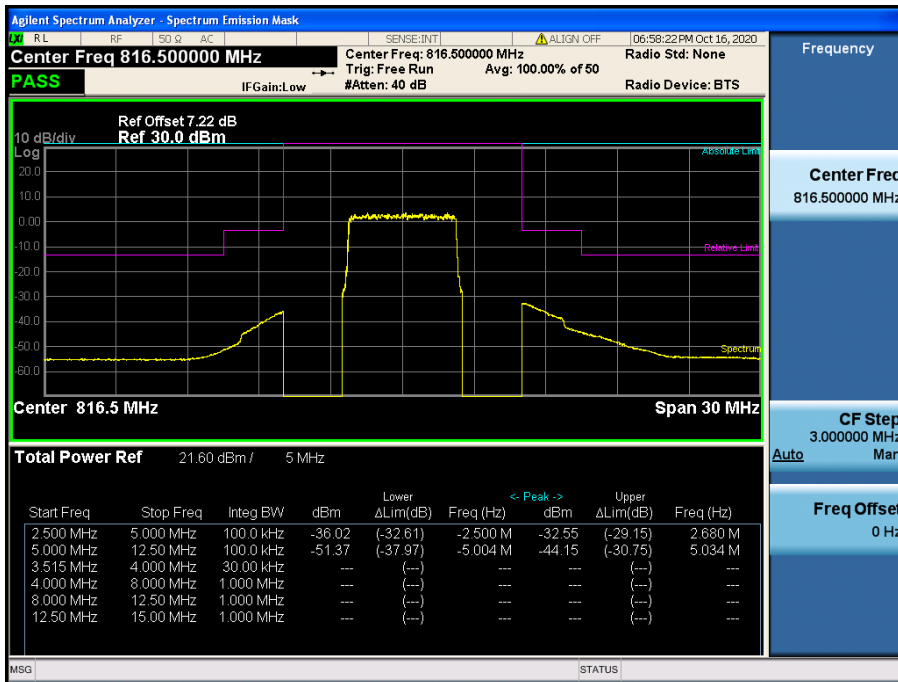 Agilent Spectrum Analyzer - Spectrum Emission Mask
LXI RL RF 50 Ω AC SENSE:INT ALIGN OFF 06:58:22PM Oct 16, 2020
Center Freq 816.500000 MHz Center Freq: 816.500000 MHz Radio Std: None
Trig: Free Run Avg: 100.00% of 50
PASS IFGain:Low #Atten: 40 dB Radio Device: BTS
Ref Offset 7.22 dB
10 dB/div Ref 30.0 dBm
Log
Absolute Limit
20.0
10.0
0.00
-10.0
Relative Limit
-20.0
-30.0
-40.0
-50.0
Spectrum
-60.0
Center 816.5 MHz Span 30 MHz
Total Power Ref 21.60 dBm / 5 MHz
Lower <- Peak -> Upper
Start Freq Stop Freq Integ BW dBm ΔLim(dB) Freq (Hz) dBm ΔLim(dB) Freq (Hz)
2.500 MHz 5.000 MHz 100.0 kHz -36.02 (-32.61) -2.500 M -32.55 (-29.15) 2.680 M
5.000 MHz 12.50 MHz 100.0 kHz -51.37 (-37.97) -5.004 M -44.15 (-30.75) 5.034 M
3.515 MHz 4.000 MHz 30.00 kHz --- (---) --- --- (---) ---
4.000 MHz 8.000 MHz 1.000 MHz --- (---) --- --- (---) ---
8.000 MHz 12.50 MHz 1.000 MHz --- (---) --- --- (---) ---
12.50 MHz 15.00 MHz 1.000 MHz --- (---) --- --- (---) ---
MSG STATUS
Frequency
Center Freq
816.500000 MHz
CF Step
3.000000 MHz
Auto Man
Freq Offset
0 Hz